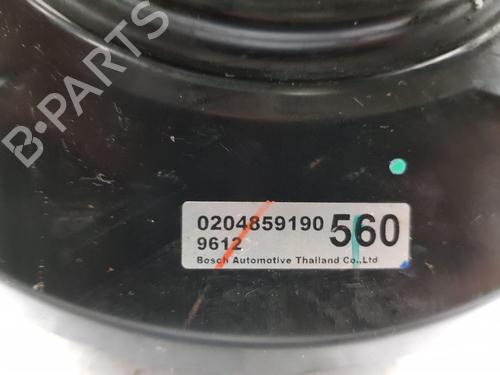 B-PARTS
0204859190 560
9612
Bosch Automotive Thailand Co.,Ltd